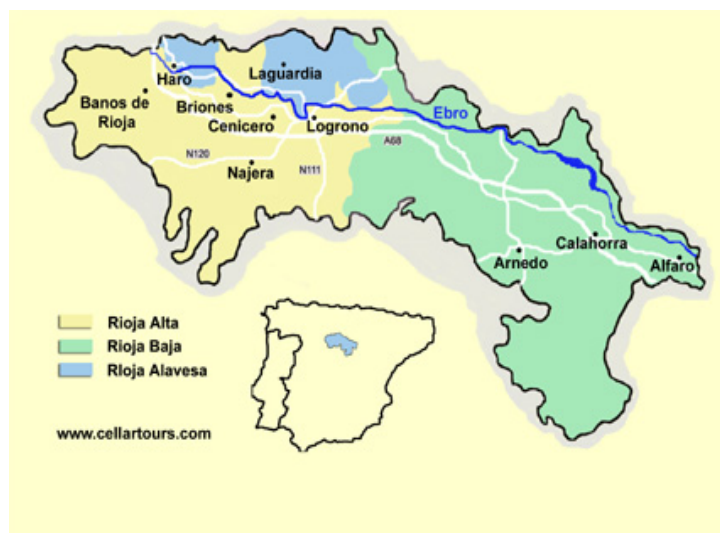 Haro
Laguardia
Banos de
Rioja
Briones
Cenicero
Logrono
Ebro
N120
Najera
N111
A68
Arnedo
Calahorra
Alfaro
Rioja Alta
Rioja Baja
RIoja Alavesa
www.cellartours.com